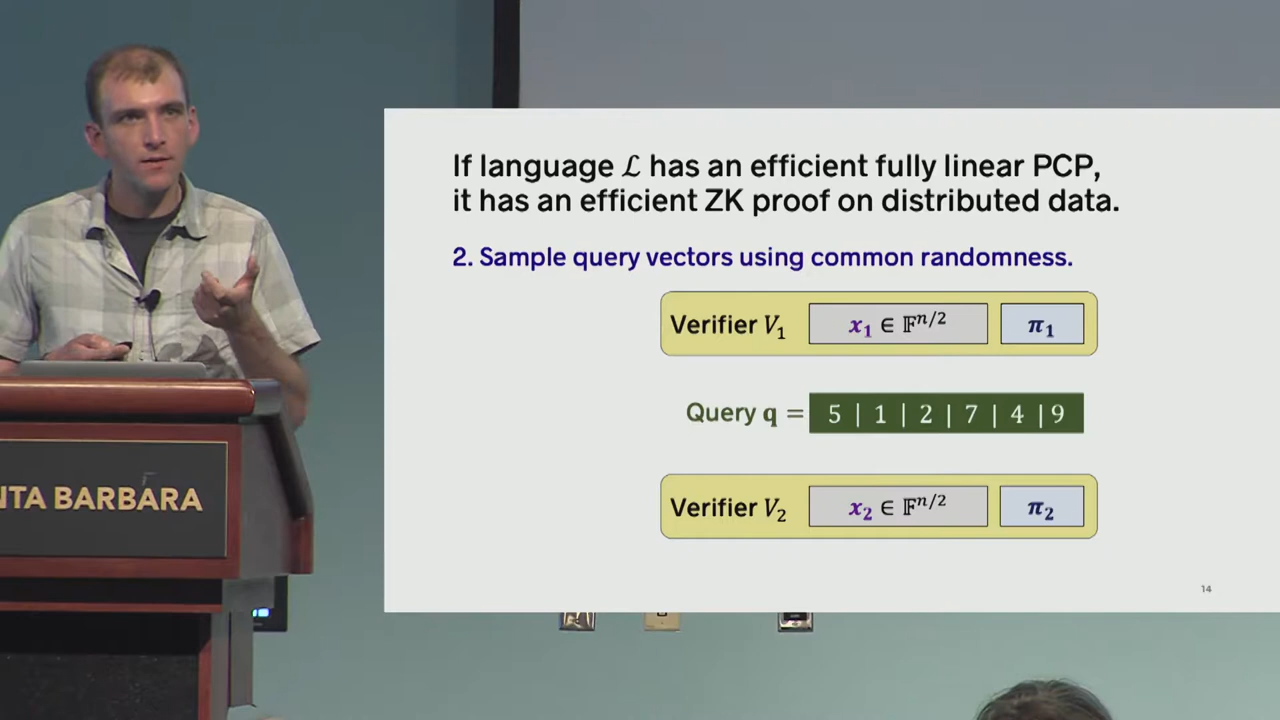 If language ℒ has an efficient fully linear PCP,
it has an efficient ZK proof on distributed data.
2. Sample query vectors using common randomness.
Verifier V₁ x₁ ∈ 𝔽^{n/2} π₁
Query q = 5 | 1 | 2 | 7 | 4 | 9
Verifier V₂ x₂ ∈ 𝔽^{n/2} π₂
14
NTA BARBARA